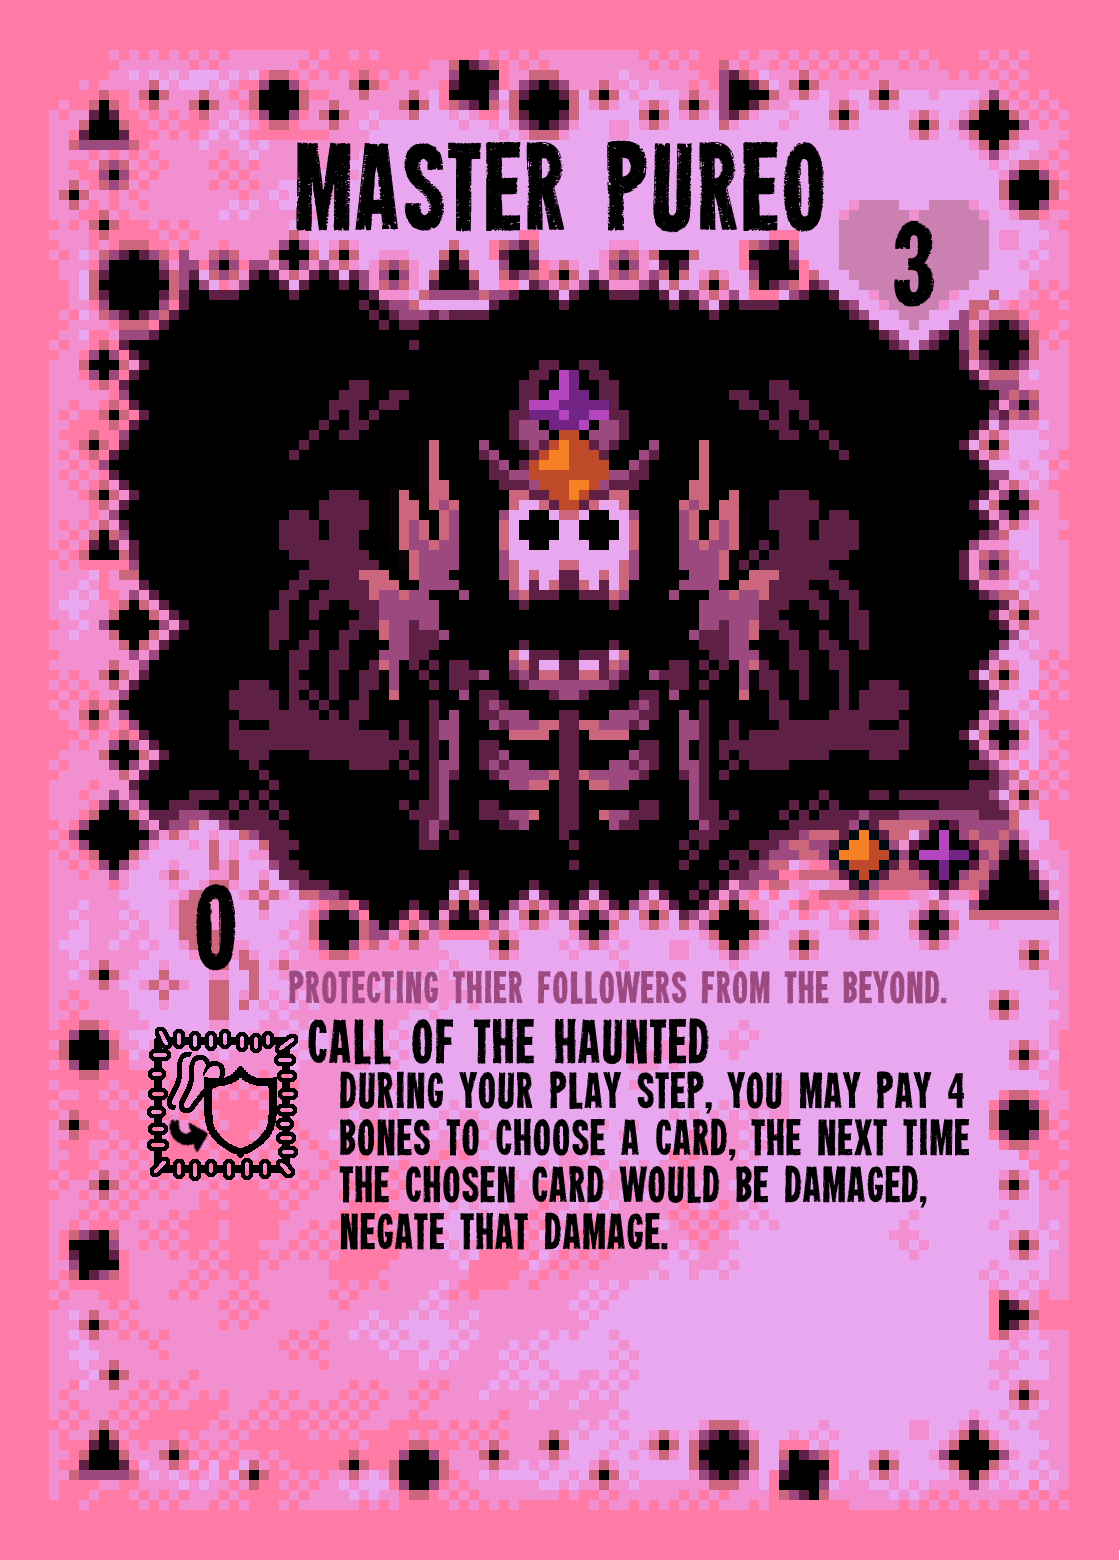 MASTER PUREO
3
0
PROTECTING THIER FOLLOWERS FROM THE BEYOND.
CALL OF THE HAUNTED
DURING YOUR PLAY STEP, YOU MAY PAY 4
BONES TO CHOOSE A CARD, THE NEXT TIME
THE CHOSEN CARD WOULD BE DAMAGED,
NEGATE THAT DAMAGE.